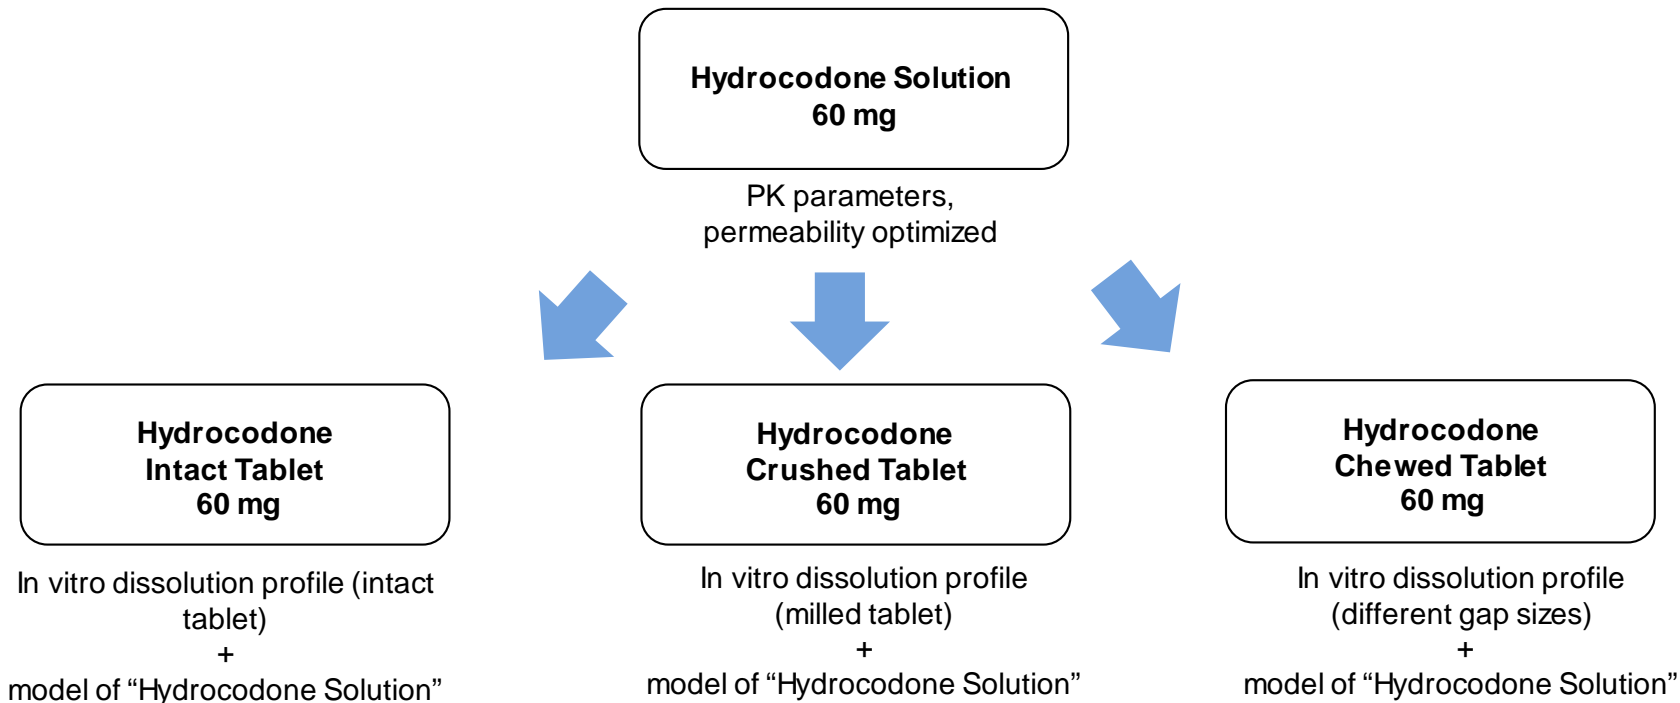 Hydrocodone Solution
60 mg
PK parameters,
permeability optimized
Hydrocodone
Intact Tablet
60 mg
In vitro dissolution profile (intact
tablet)
+
model of “Hydrocodone Solution”
Hydrocodone
Crushed Tablet
60 mg
In vitro dissolution profile
(milled tablet)
+
model of “Hydrocodone Solution”
Hydrocodone
Chewed Tablet
60 mg
In vitro dissolution profile
(different gap sizes)
+
model of “Hydrocodone Solution”